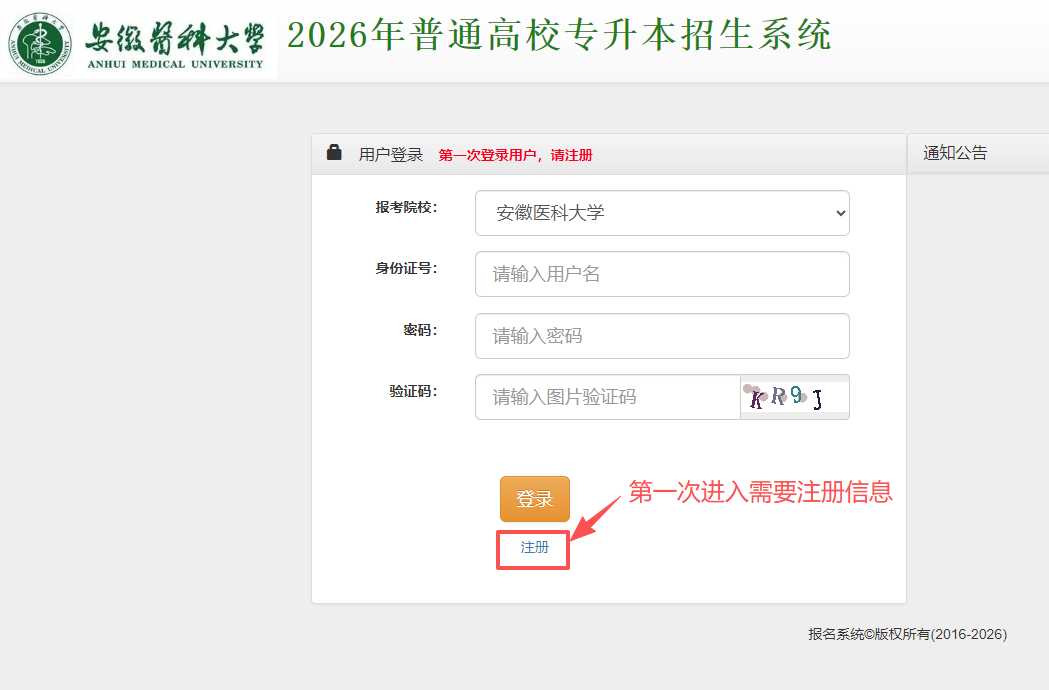 安徽醫科大学
ANHUI MEDICAL UNIVERSITY
2026年普通高校专升本招生系统
用户登录 第一次登录用户，请注册
通知公告
报考院校：
安徽医科大学
身份证号：
请输入用户名
密码：
请输入密码
验证码：
请输入图片验证码
KR9J
登录
第一次进入需要注册信息
注册
报名系统©版权所有(2016-2026)